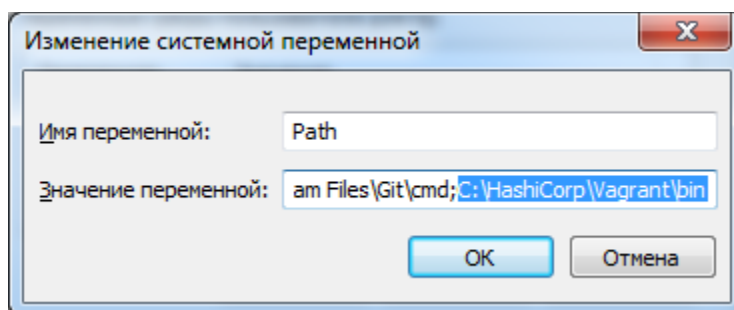 Изменение системной переменной
Имя переменной: Path
Значение переменной: am Files\Git\cmd;C:\HashiCorp\Vagrant\bin
OK Отмена